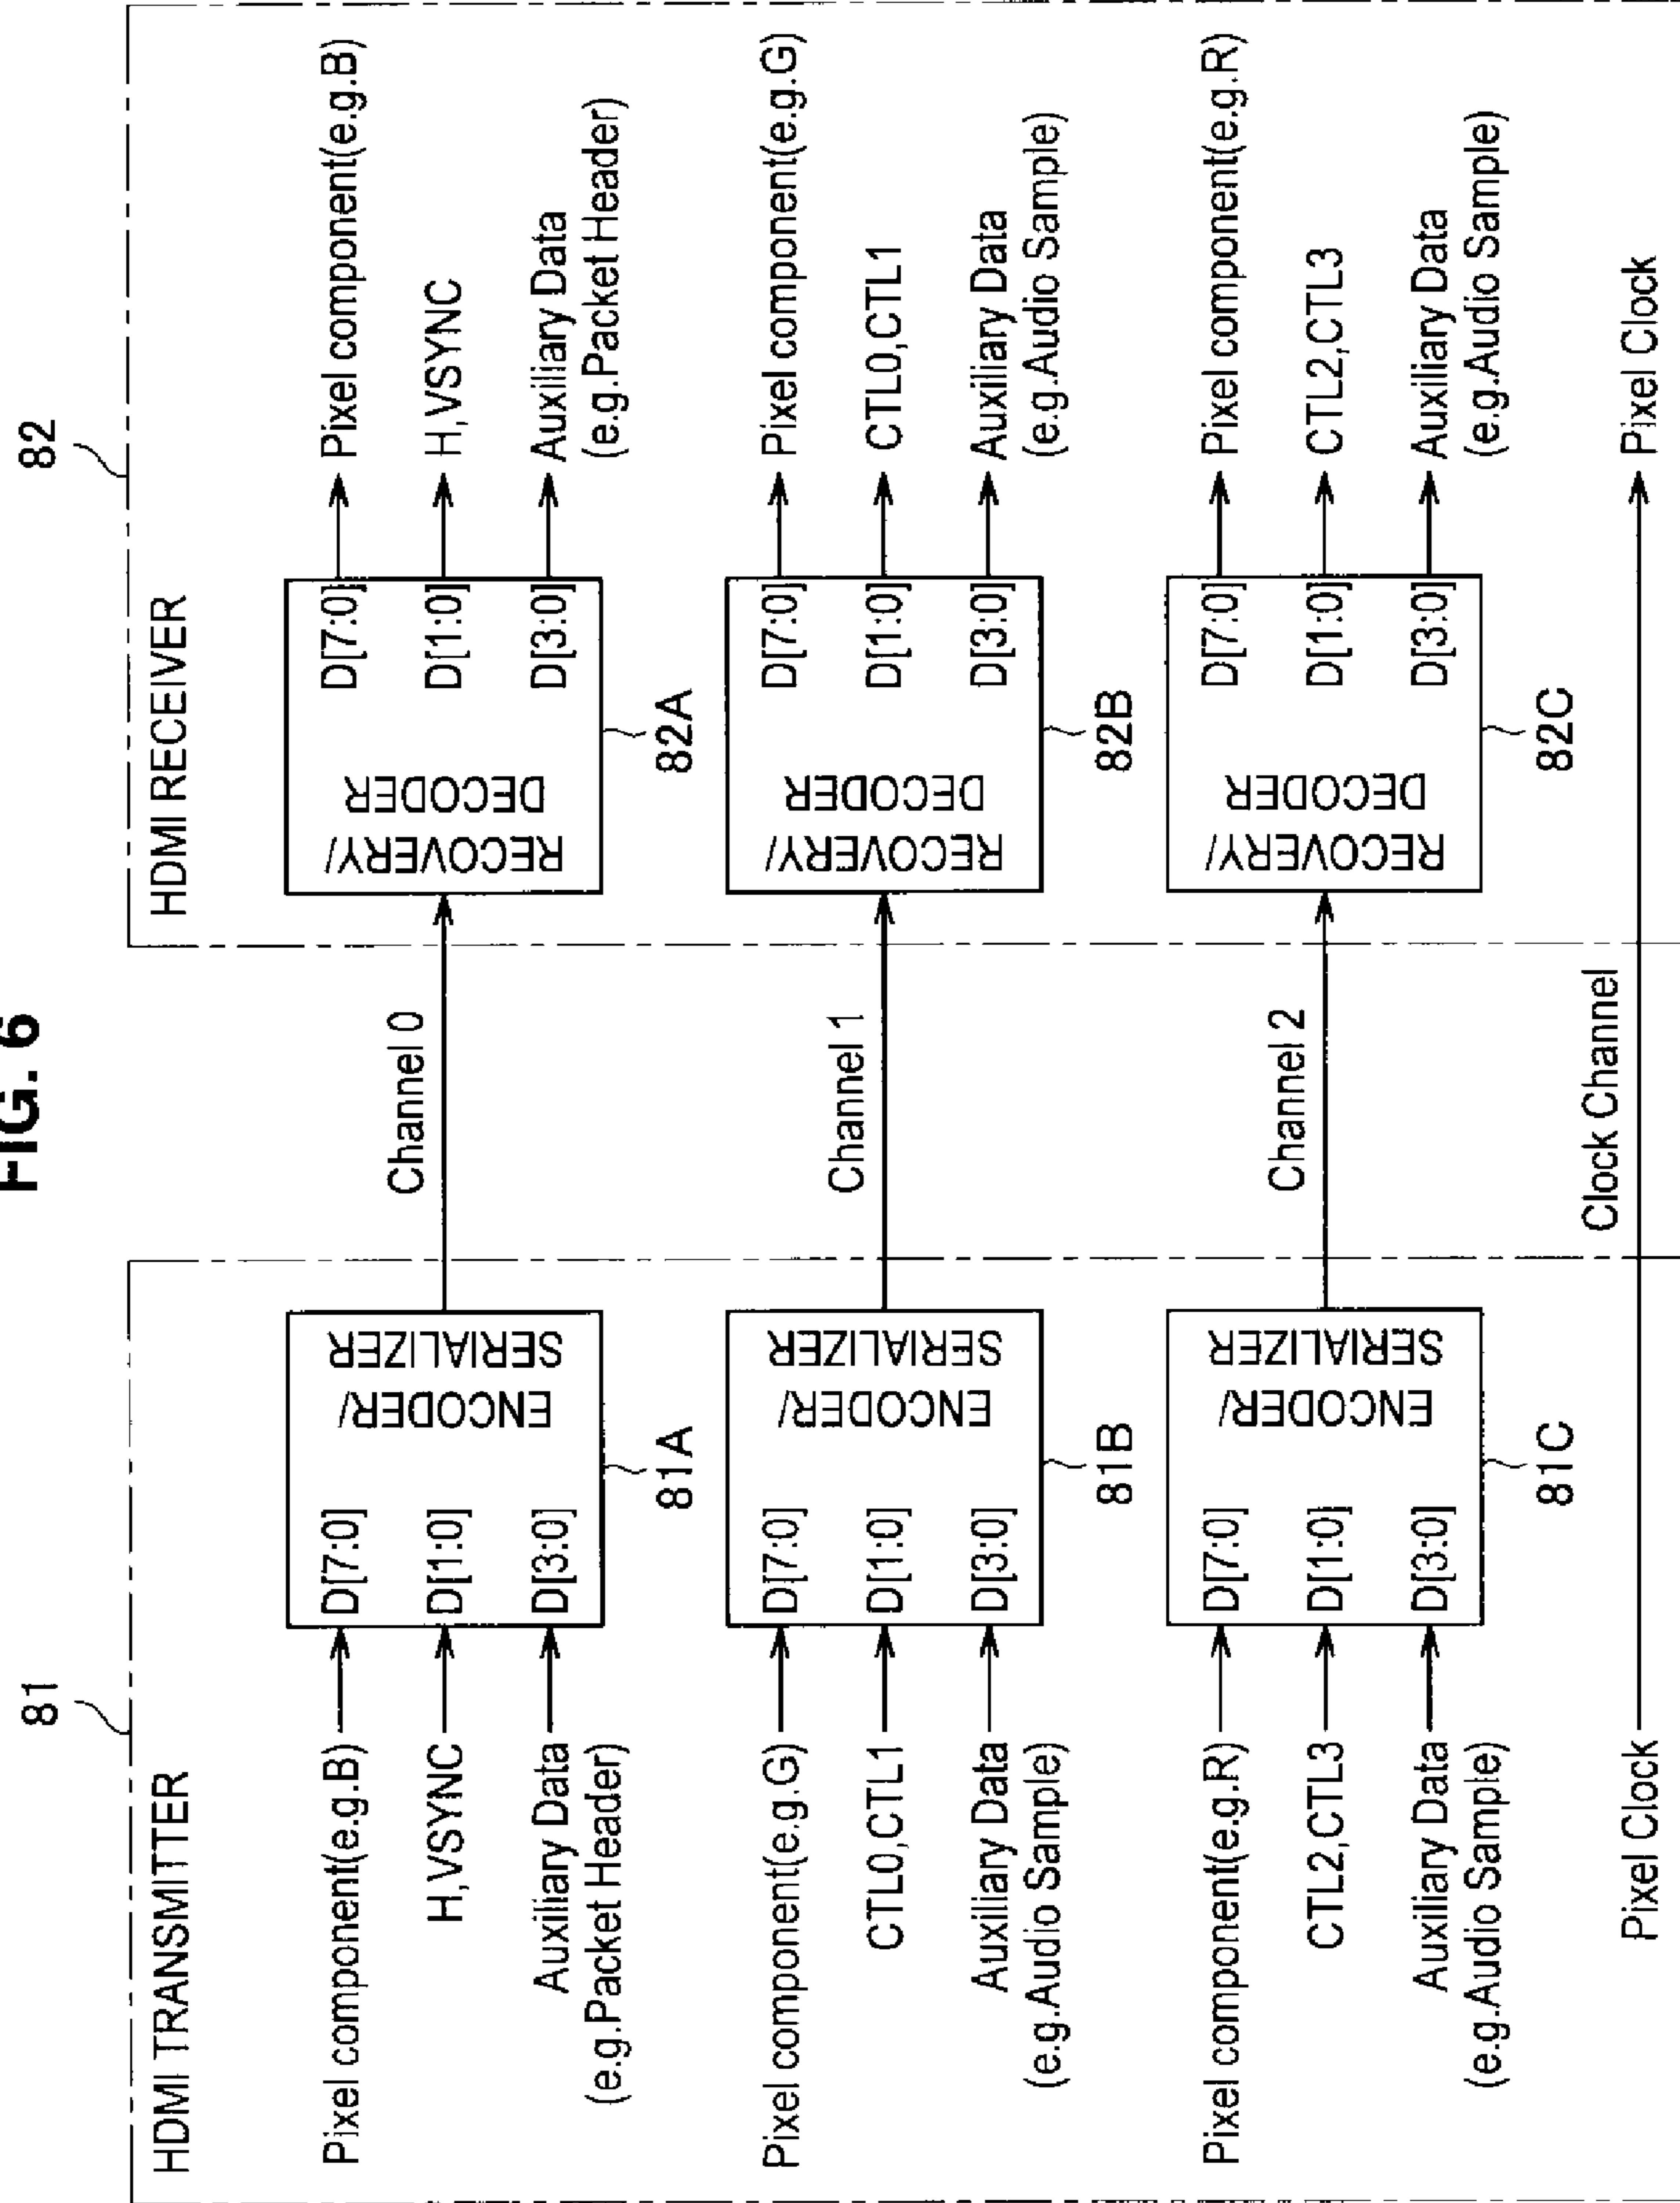 FIG. 6
81
HDMI TRANSMITTER
Pixel component(e.g.B)
H,VSYNC
Auxiliary Data
(e.g.Packet Header)
D[7:0]
D[1:0]
D[3:0]
ENCODER/
SERIALIZER
81A
Pixel component(e.g.G)
CTL0,CTL1
Auxiliary Data
(e.g.Audio Sample)
D[7:0]
D[1:0]
D[3:0]
ENCODER/
SERIALIZER
81B
Pixel component(e.g.R)
CTL2,CTL3
Auxiliary Data
(e.g.Audio Sample)
D[7:0]
D[1:0]
D[3:0]
ENCODER/
SERIALIZER
81C
Pixel Clock
Channel 0
Channel 1
Channel 2
Clock Channel
82
HDMI RECEIVER
RECOVERY/
DECODER
D[7:0]
D[1:0]
D[3:0]
82A
Pixel component(e.g.B)
H,VSYNC
Auxiliary Data
(e.g.Packet Header)
RECOVERY/
DECODER
D[7:0]
D[1:0]
D[3:0]
82B
Pixel component(e.g.G)
CTL0,CTL1
Auxiliary Data
(e.g.Audio Sample)
RECOVERY/
DECODER
D[7:0]
D[1:0]
D[3:0]
82C
Pixel component(e.g.R)
CTL2,CTL3
Auxiliary Data
(e.g.Audio Sample)
Pixel Clock